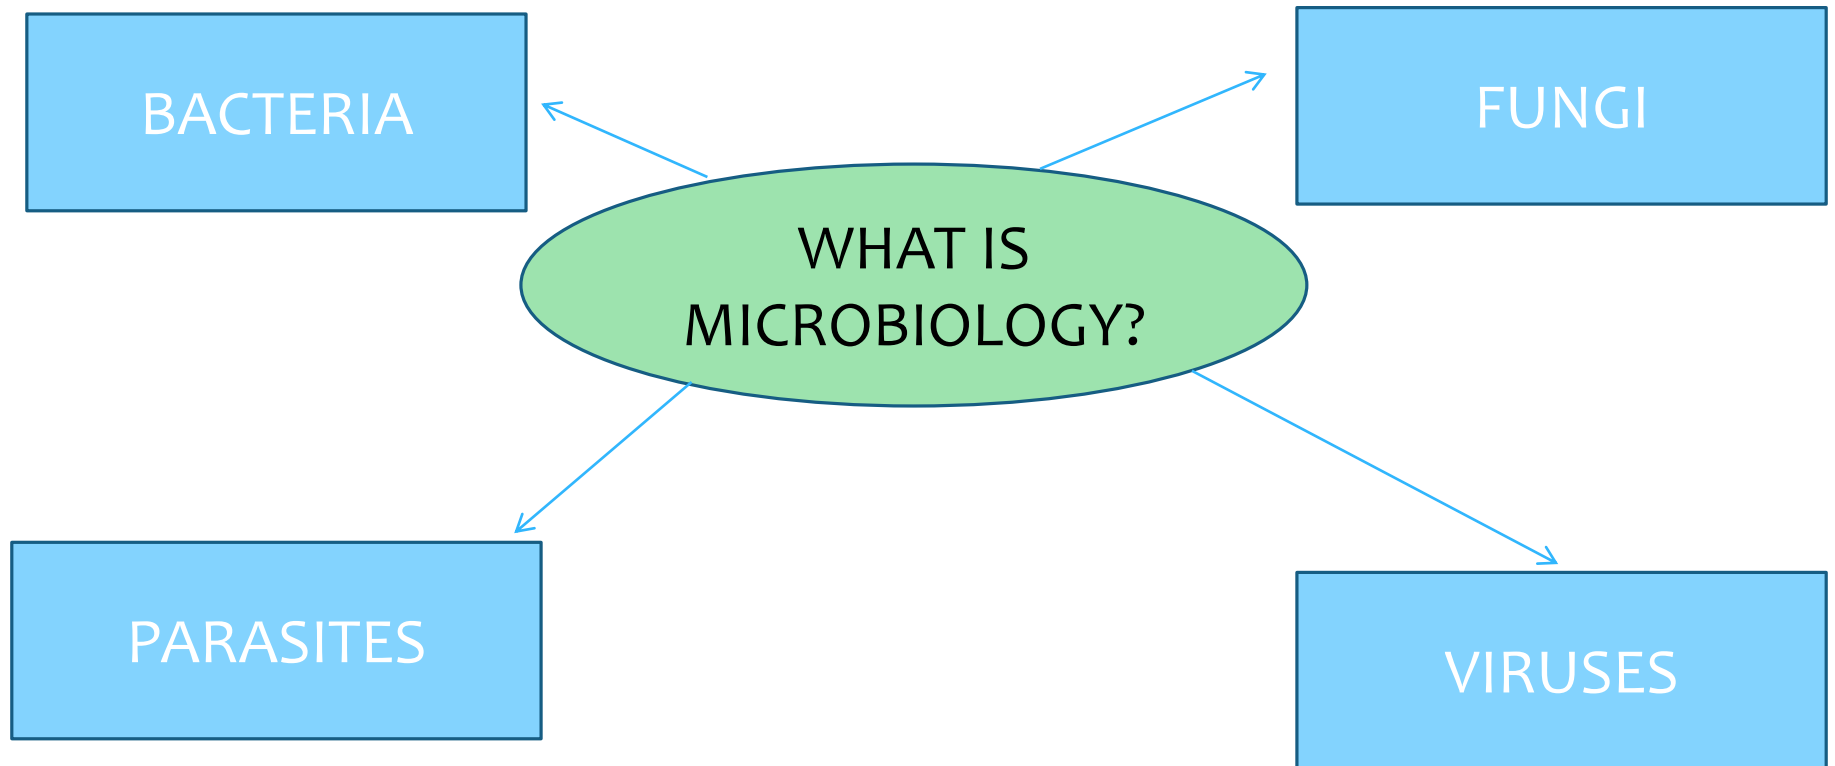 BACTERIA
FUNGI
WHAT IS
MICROBIOLOGY?
PARASITES
VIRUSES